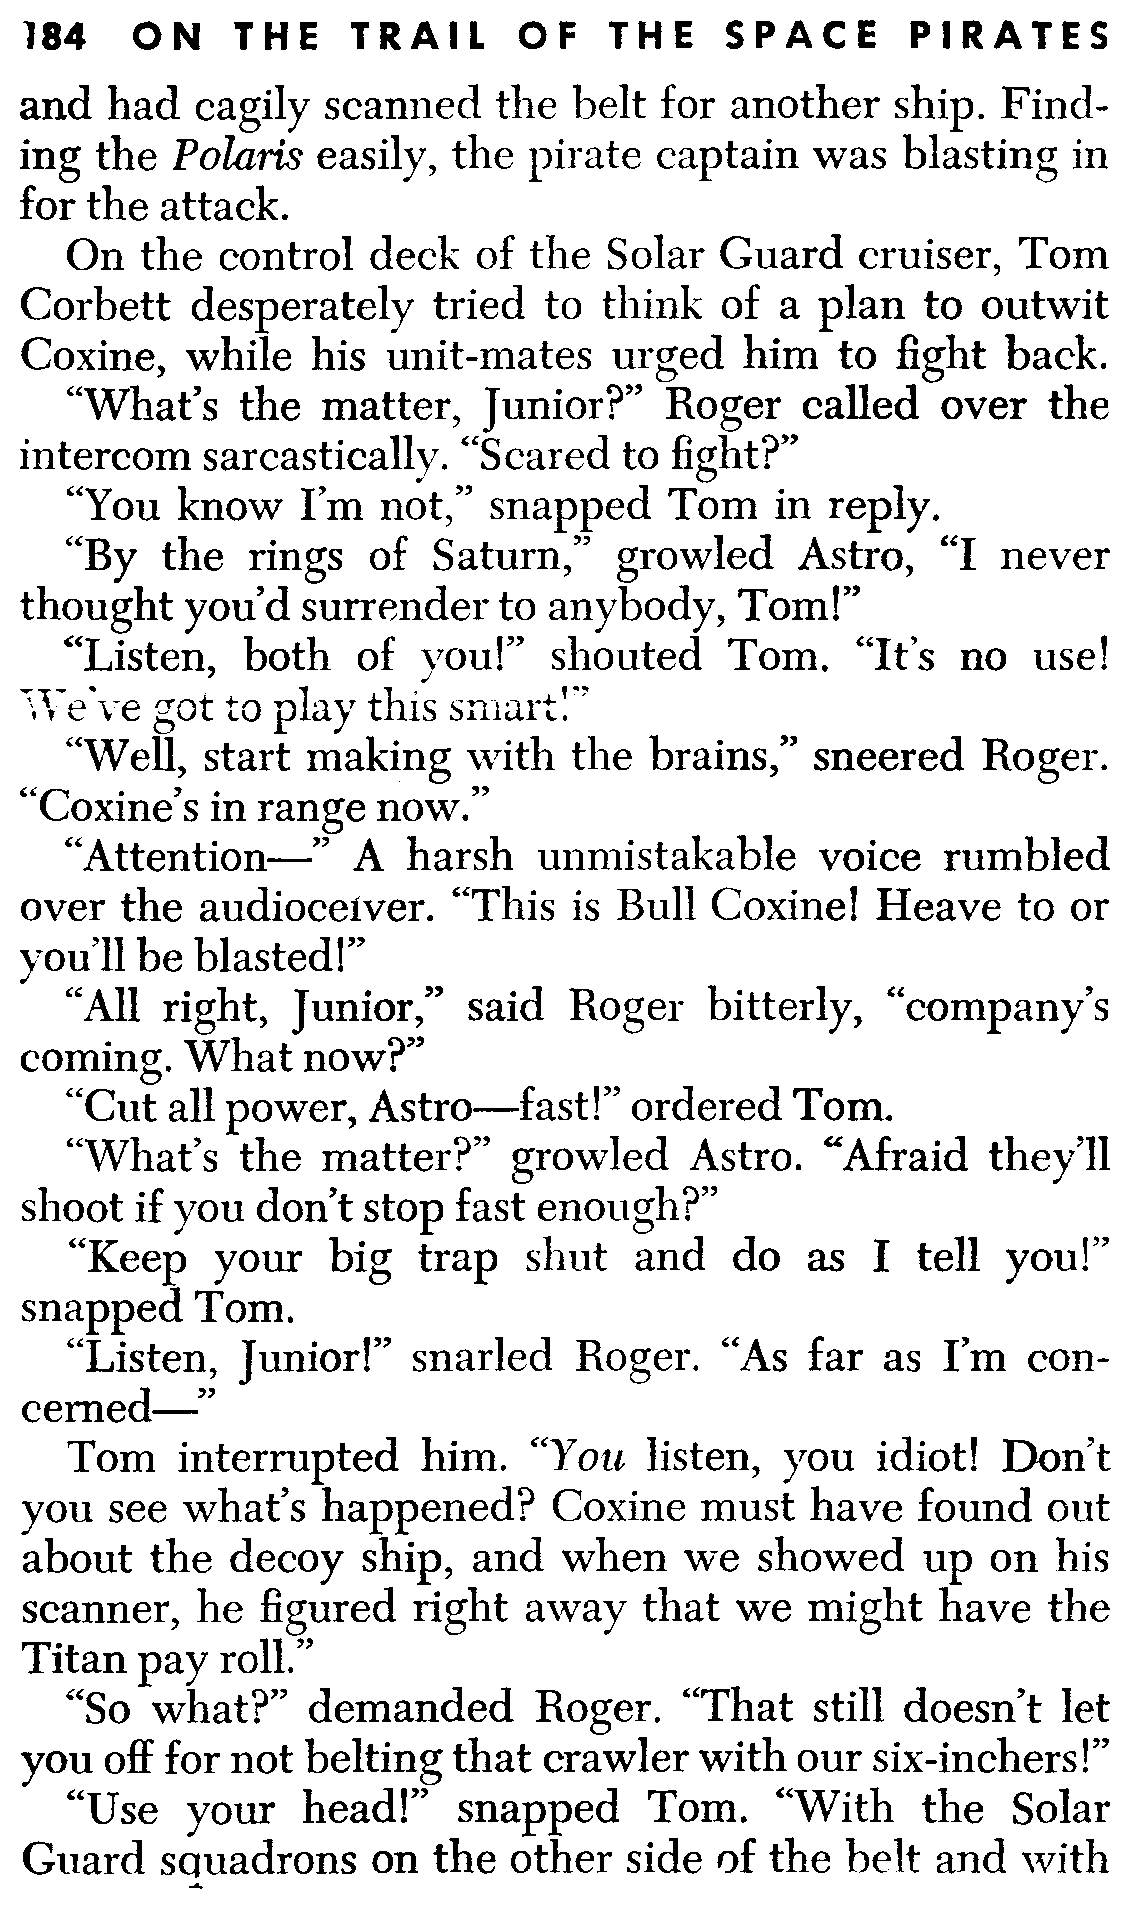 184 ON THE TRAIL OF THE SPACE PIRATES
and had cagily scanned the belt for another ship. Find-
ing the Polaris easily, the pirate captain was blasting in
for the attack.
On the control deck of the Solar Guard cruiser, Tom
Corbett desperately tried to think of a plan to outwit
Coxine, while his unit-mates urged him to fight back.
“What’s the matter, Junior?” Roger called over the
intercom sarcastically. “Scared to fight?”
“You know I’m not,” snapped Tom in reply.
“By the rings of Saturn,” growled Astro, “I never
thought you’d surrender to anybody, Tom!”
“Listen, both of you!” shouted Tom. “It’s no use!
We’ve got to play this smart!”
“Well, start making with the brains,” sneered Roger.
“Coxine’s in range now.”
“Attention—” A harsh unmistakable voice rumbled
over the audioceiver. “This is Bull Coxine! Heave to or
you’ll be blasted!”
“All right, Junior,” said Roger bitterly, “company’s
coming. What now?”
“Cut all power, Astro—fast!” ordered Tom.
“What’s the matter?” growled Astro. “Afraid they’ll
shoot if you don’t stop fast enough?”
“Keep your big trap shut and do as I tell you!”
snapped Tom.
“Listen, Junior!” snarled Roger. “As far as I’m con-
cerned—”
Tom interrupted him. “You listen, you idiot! Don’t
you see what’s happened? Coxine must have found out
about the decoy ship, and when we showed up on his
scanner, he figured right away that we might have the
Titan pay roll.”
“So what?” demanded Roger. “That still doesn’t let
you off for not belting that crawler with our six-inchers!”
“Use your head!” snapped Tom. “With the Solar
Guard squadrons on the other side of the belt and with